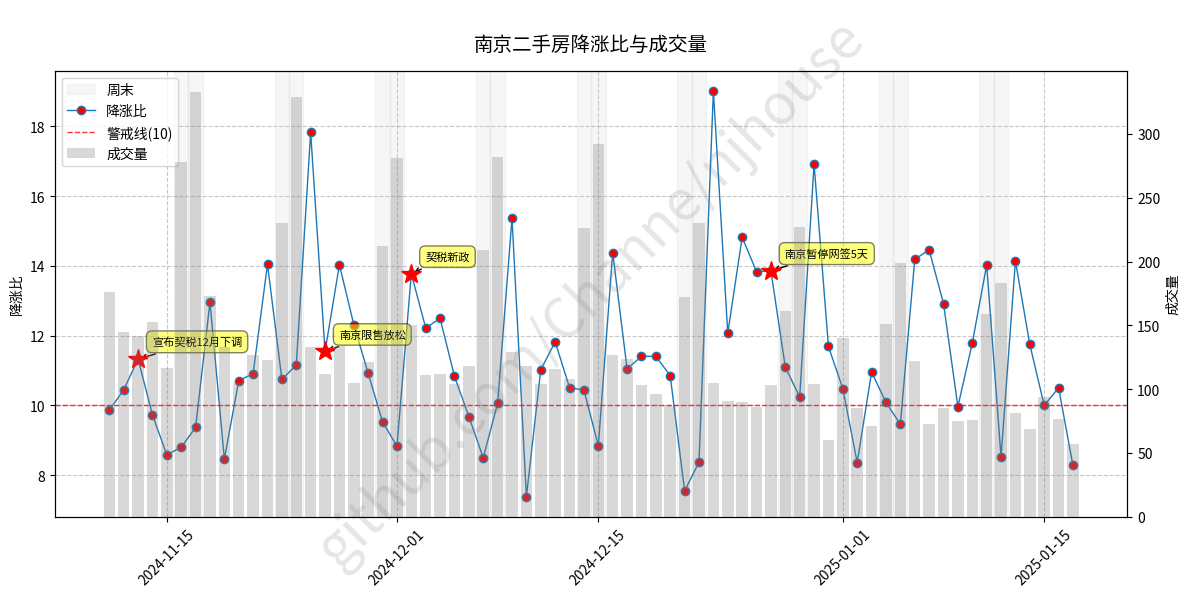 南京二手房降涨比与成交量
周末
降涨比
警戒线(10)
成交量
18
16
14
12
10
8
降涨比
300
250
200
150
100
50
0
成交量
宣布契税12月下调
南京限售放松
契税新政
南京暂停网签5天
2024-11-15
2024-12-01
2024-12-15
2025-01-01
2025-01-15
github.com/Channe/njhouse